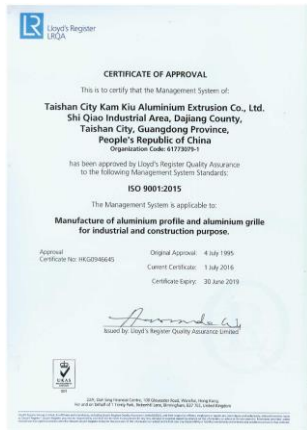 Lloyd's Register
LRQA
CERTIFICATE OF APPROVAL
This is to certify that the Management System of:
Taishan City Kam Kiu Aluminium Extrusion Co., Ltd.
Shi Qiao Industrial Area, Dajiang County,
Taishan City, Guangdong Province,
People's Republic of China
Organization Code: 61773079-1
has been approved by Lloyd's Register Quality Assurance
to the following Management System Standards:
ISO 9001:2015
The Management System is applicable to:
Manufacture of aluminium profile and aluminium grille
for industrial and construction purpose.
Approval
Certificate No: HKG0946645
Original Approval: 4 July 1995
Current Certificate: 1 July 2016
Certificate Expiry: 30 June 2019
Issued by: Lloyd's Register Quality Assurance Limited
UKAS